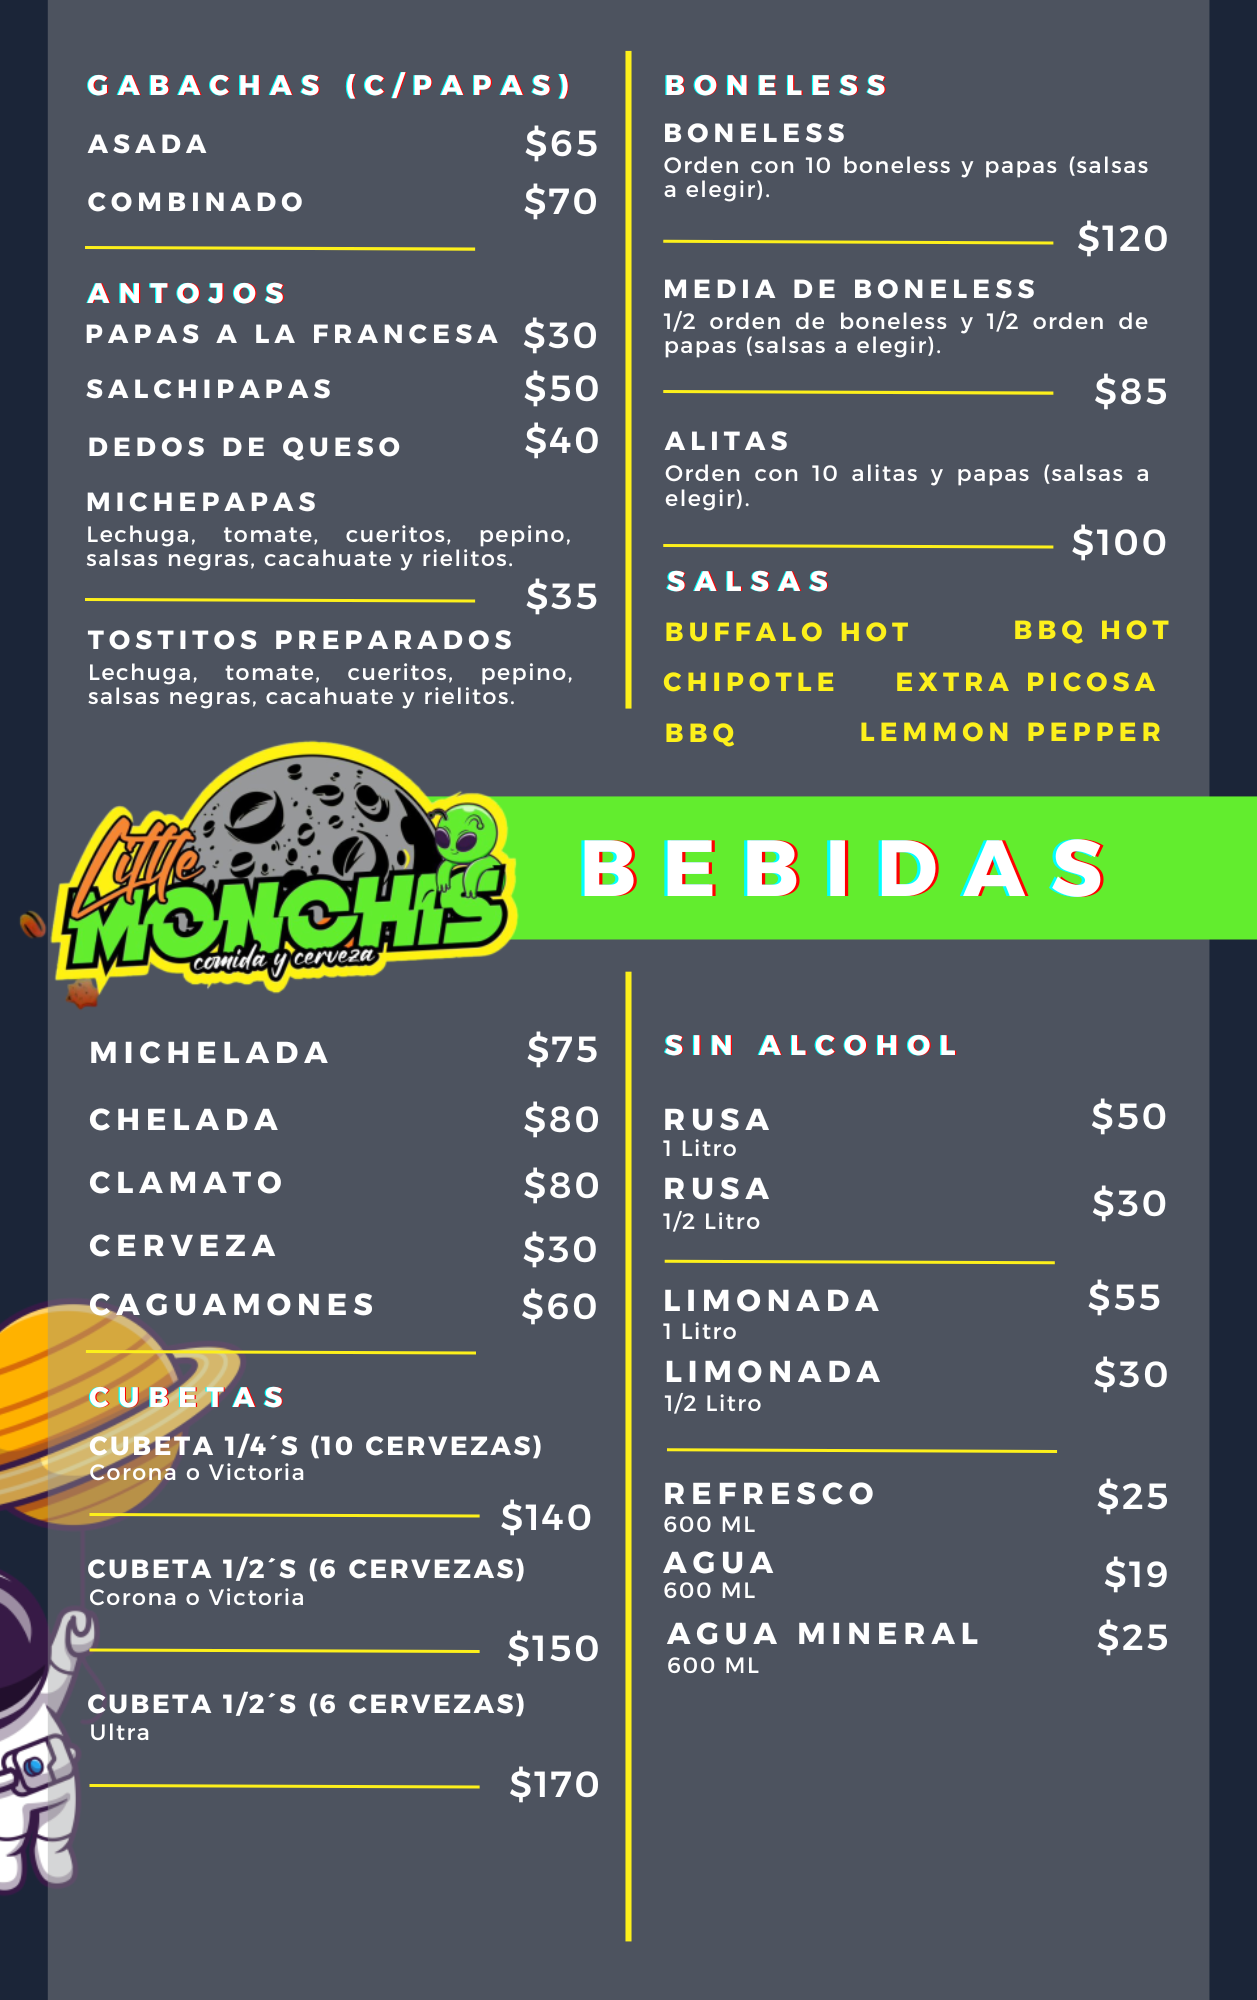 GABACHAS (C/PAPAS)
ASADA $65
COMBINADO $70
ANTOJOS
PAPAS A LA FRANCESA $30
SALCHIPAPAS $50
DEDOS DE QUESO $40
MICHEPAPAS
Lechuga, tomate, cueritos, pepino,
salsas negras, cacahuate y rielitos.
$35
TOSTITOS PREPARADOS
Lechuga, tomate, cueritos, pepino,
salsas negras, cacahuate y rielitos.
BONELESS
BONELESS
Orden con 10 boneless y papas (salsas
a elegir).
$120
MEDIA DE BONELESS
1/2 orden de boneless y 1/2 orden de
papas (salsas a elegir).
$85
ALITAS
Orden con 10 alitas y papas (salsas a
elegir).
$100
SALSAS
BUFFALO HOT BBQ HOT
CHIPOTLE EXTRA PICOSA
BBQ LEMMON PEPPER
Little
MONCHIS
comida y cerveza
BEBIDAS
MICHELADA $75
CHELADA $80
CLAMATO $80
CERVEZA $30
CAGUAMONES $60
CUBETAS
CUBETA 1/4´S (10 CERVEZAS)
Corona o Victoria
$140
CUBETA 1/2´S (6 CERVEZAS)
Corona o Victoria
$150
CUBETA 1/2´S (6 CERVEZAS)
Ultra
$170
SIN ALCOHOL
RUSA $50
1 Litro
RUSA $30
1/2 Litro
LIMONADA $55
1 Litro
LIMONADA $30
1/2 Litro
REFRESCO $25
600 ML
AGUA $19
600 ML
AGUA MINERAL $25
600 ML